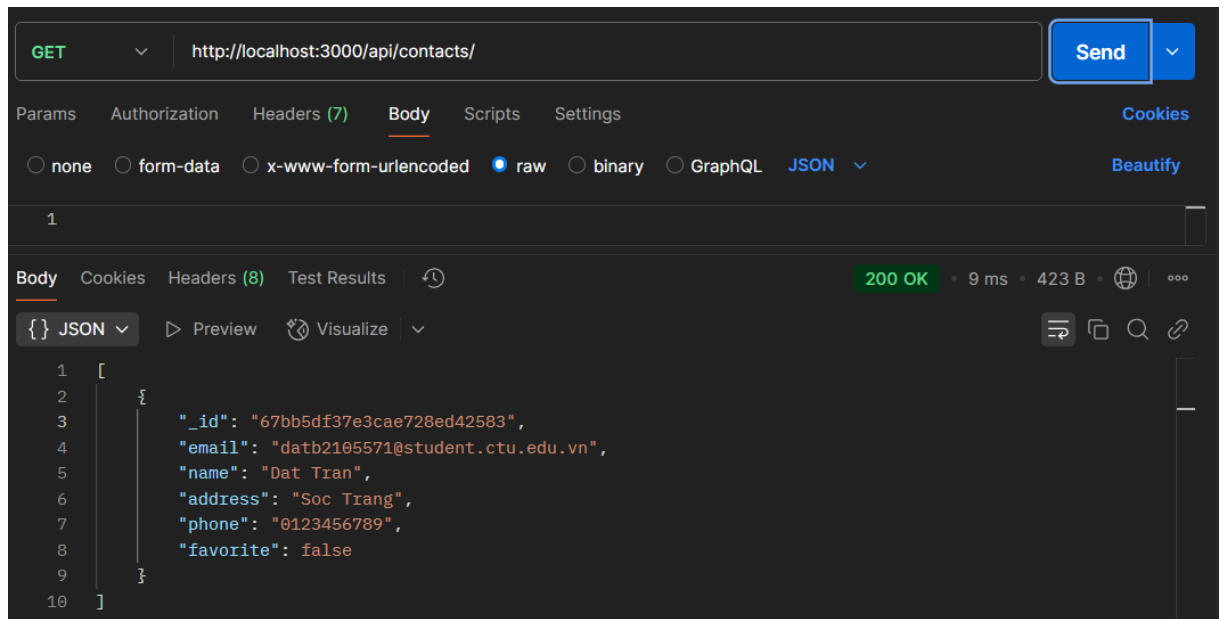 GET http://localhost:3000/api/contacts/ Send
Params Authorization Headers (7) Body Scripts Settings Cookies
none form-data x-www-form-urlencoded raw binary GraphQL JSON Beautify
1
Body Cookies Headers (8) Test Results 200 OK • 9 ms • 423 B •
{} JSON Preview Visualize
1 [
2 {
3 "_id": "67bb5df37e3cae728ed42583",
4 "email": "datb2105571@student.ctu.edu.vn",
5 "name": "Dat Tran",
6 "address": "Soc Trang",
7 "phone": "0123456789",
8 "favorite": false
9 }
10 ]